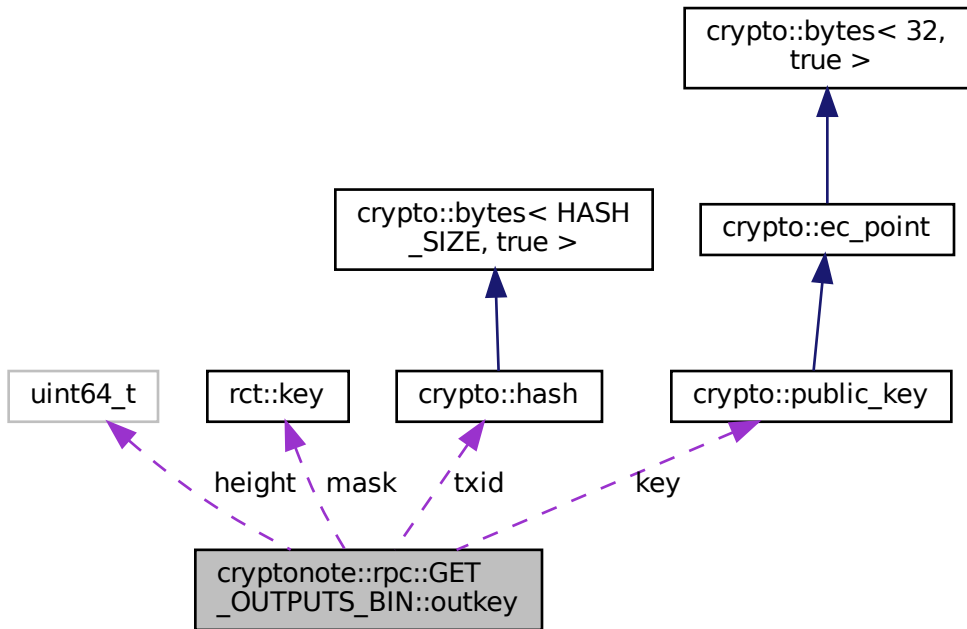 crypto::bytes< 32,
true >
crypto::bytes< HASH
_SIZE, true >
crypto::ec_point
uint64_t
rct::key
crypto::hash
crypto::public_key
height
mask
txid
key
cryptonote::rpc::GET
_OUTPUTS_BIN::outkey